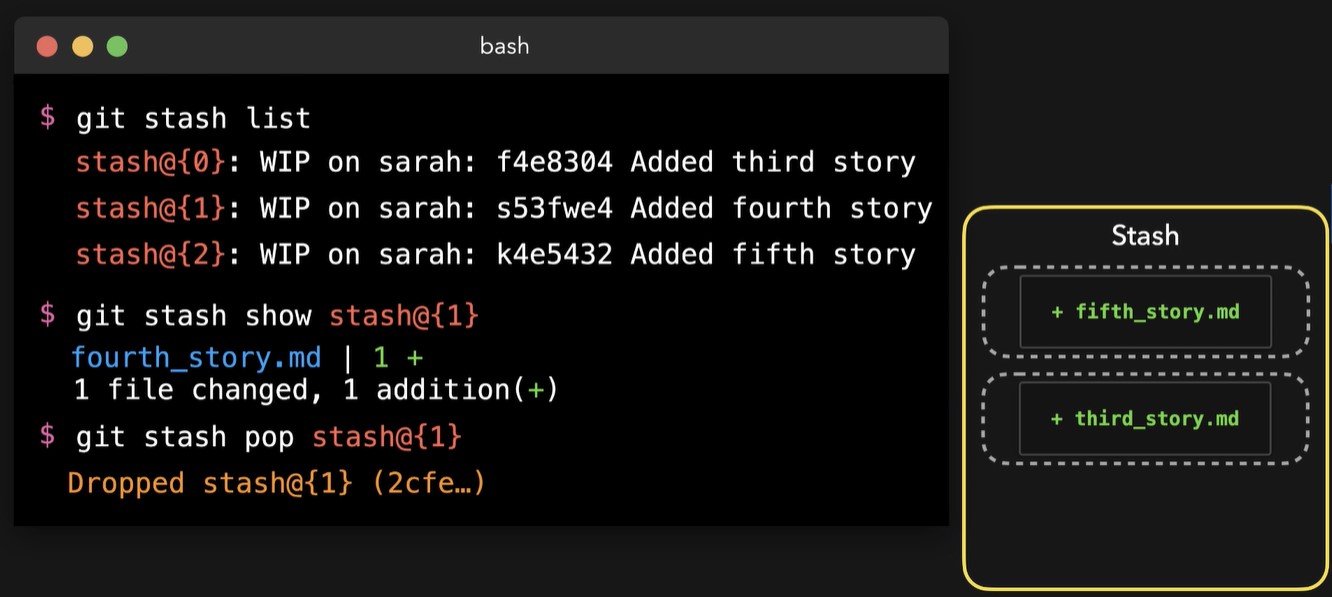 bash
$ git stash list
stash@{0}: WIP on sarah: f4e8304 Added third story
stash@{1}: WIP on sarah: s53fwe4 Added fourth story
stash@{2}: WIP on sarah: k4e5432 Added fifth story
$ git stash show stash@{1}
fourth_story.md | 1 +
1 file changed, 1 addition(+)
$ git stash pop stash@{1}
Dropped stash@{1} (2cfe…)
Stash
+ fifth_story.md
+ third_story.md